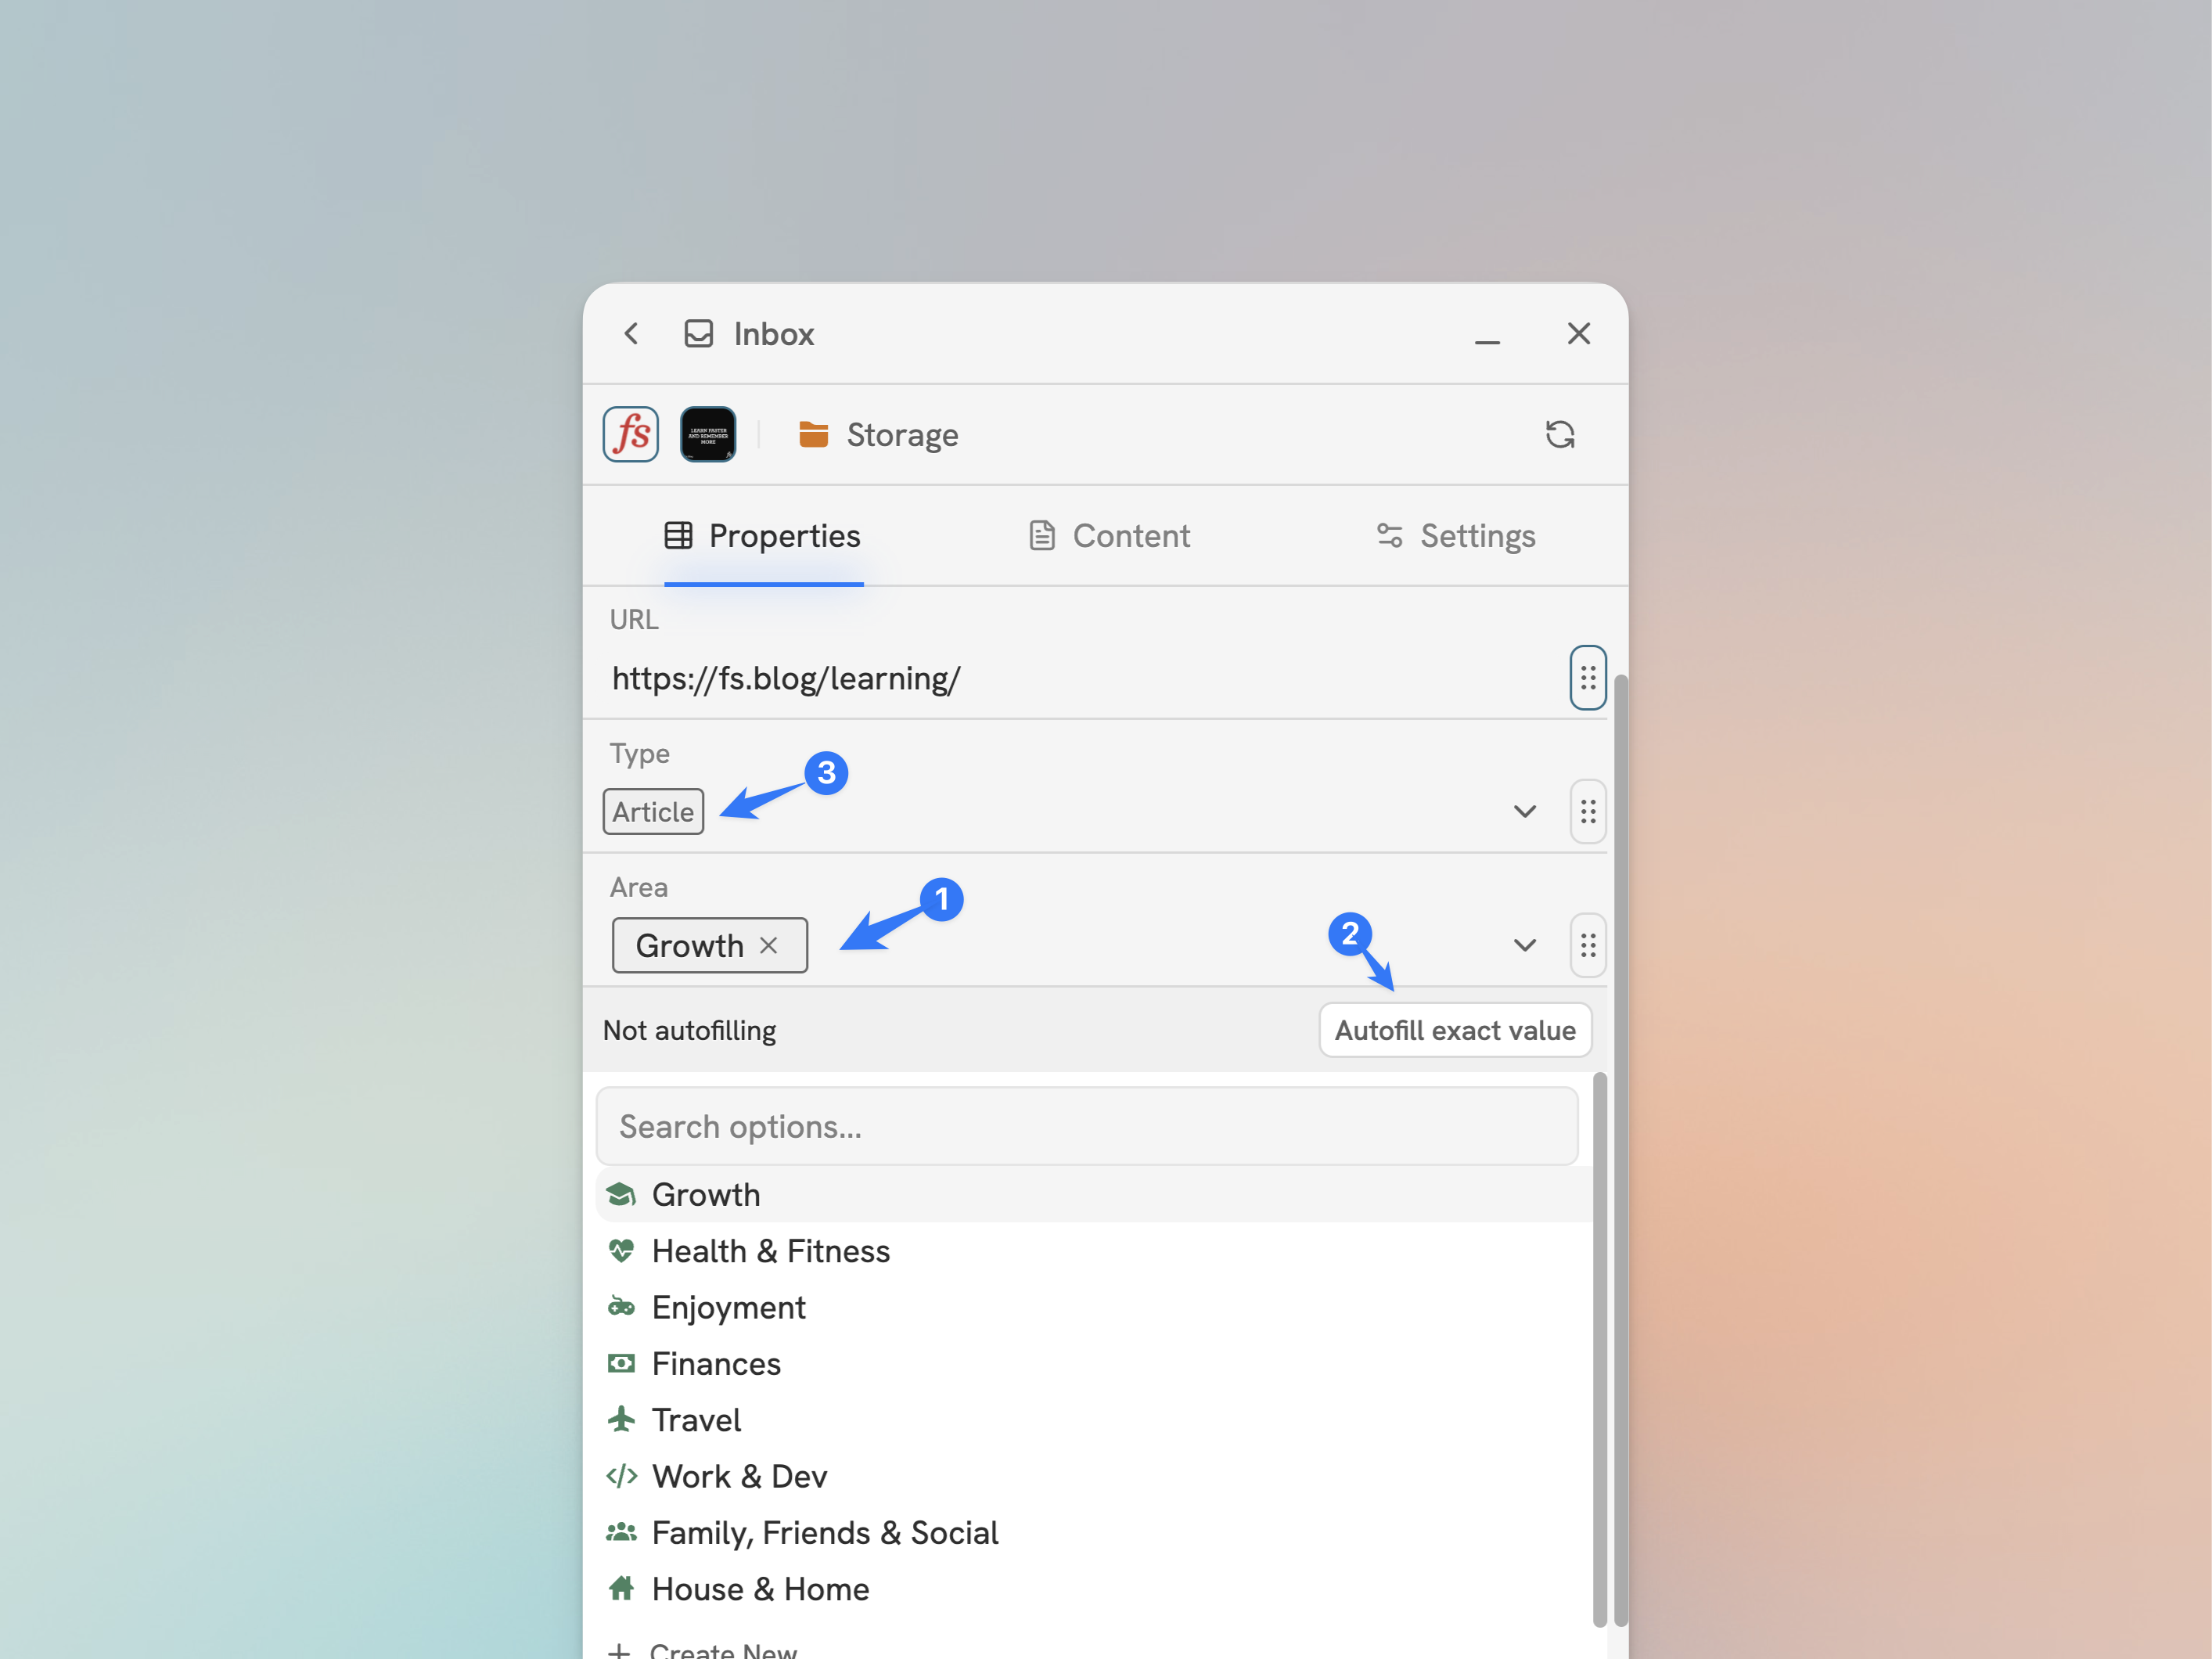 Inbox
fs
LEARN FASTER
AND REMEMBER
MORE
Storage
Properties
Content
Settings
URL
https://fs.blog/learning/
Type
3
Article
Area
1
Growth
2
Not autofilling
Autofill exact value
Search options...
Growth
Health & Fitness
Enjoyment
Finances
Travel
</> Work & Dev
Family, Friends & Social
House & Home
+ Create New